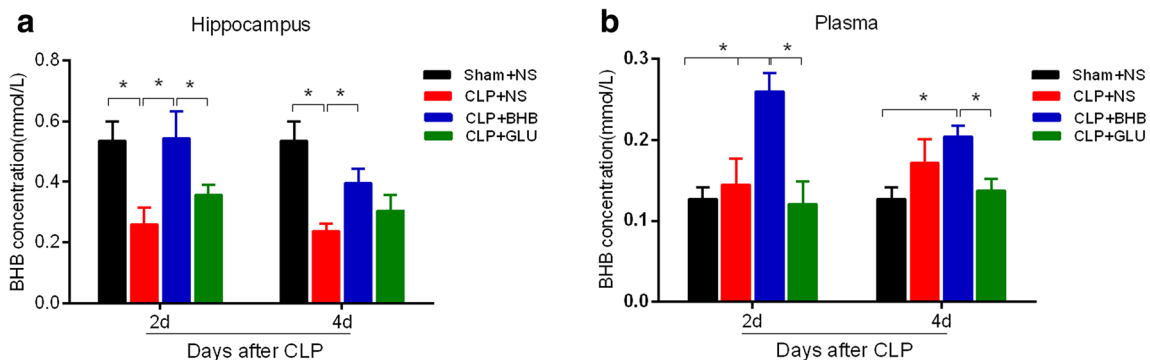 a
Hippocampus
BHB concentration(mmol/L)
0.8
0.6
0.4
0.2
0.0
* * *
* *
2d
4d
Days after CLP
Sham+NS
CLP+NS
CLP+BHB
CLP+GLU
b
Plasma
BHB concentration(mmol/L)
0.3
0.2
0.1
0.0
* *
* *
2d
4d
Days after CLP
Sham+NS
CLP+NS
CLP+BHB
CLP+GLU